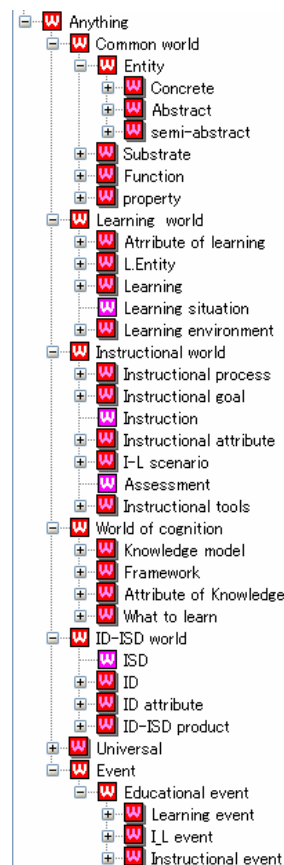 Anything
Common world
Entity
Concrete
Abstract
semi-abstract
Substrate
Function
property
Learning world
Atrribute of learning
L.Entity
Learning
Learning situation
Learning environment
Instructional world
Instructional process
Instructional goal
Instruction
Instructional attribute
I-L scenario
Assessment
Instructional tools
World of cognition
Knowledge model
Framework
Attribute of Knowledge
What to learn
ID-ISD world
ISD
ID
ID attribute
ID-ISD product
Universal
Event
Educational event
Learning event
I_L event
Instructional event